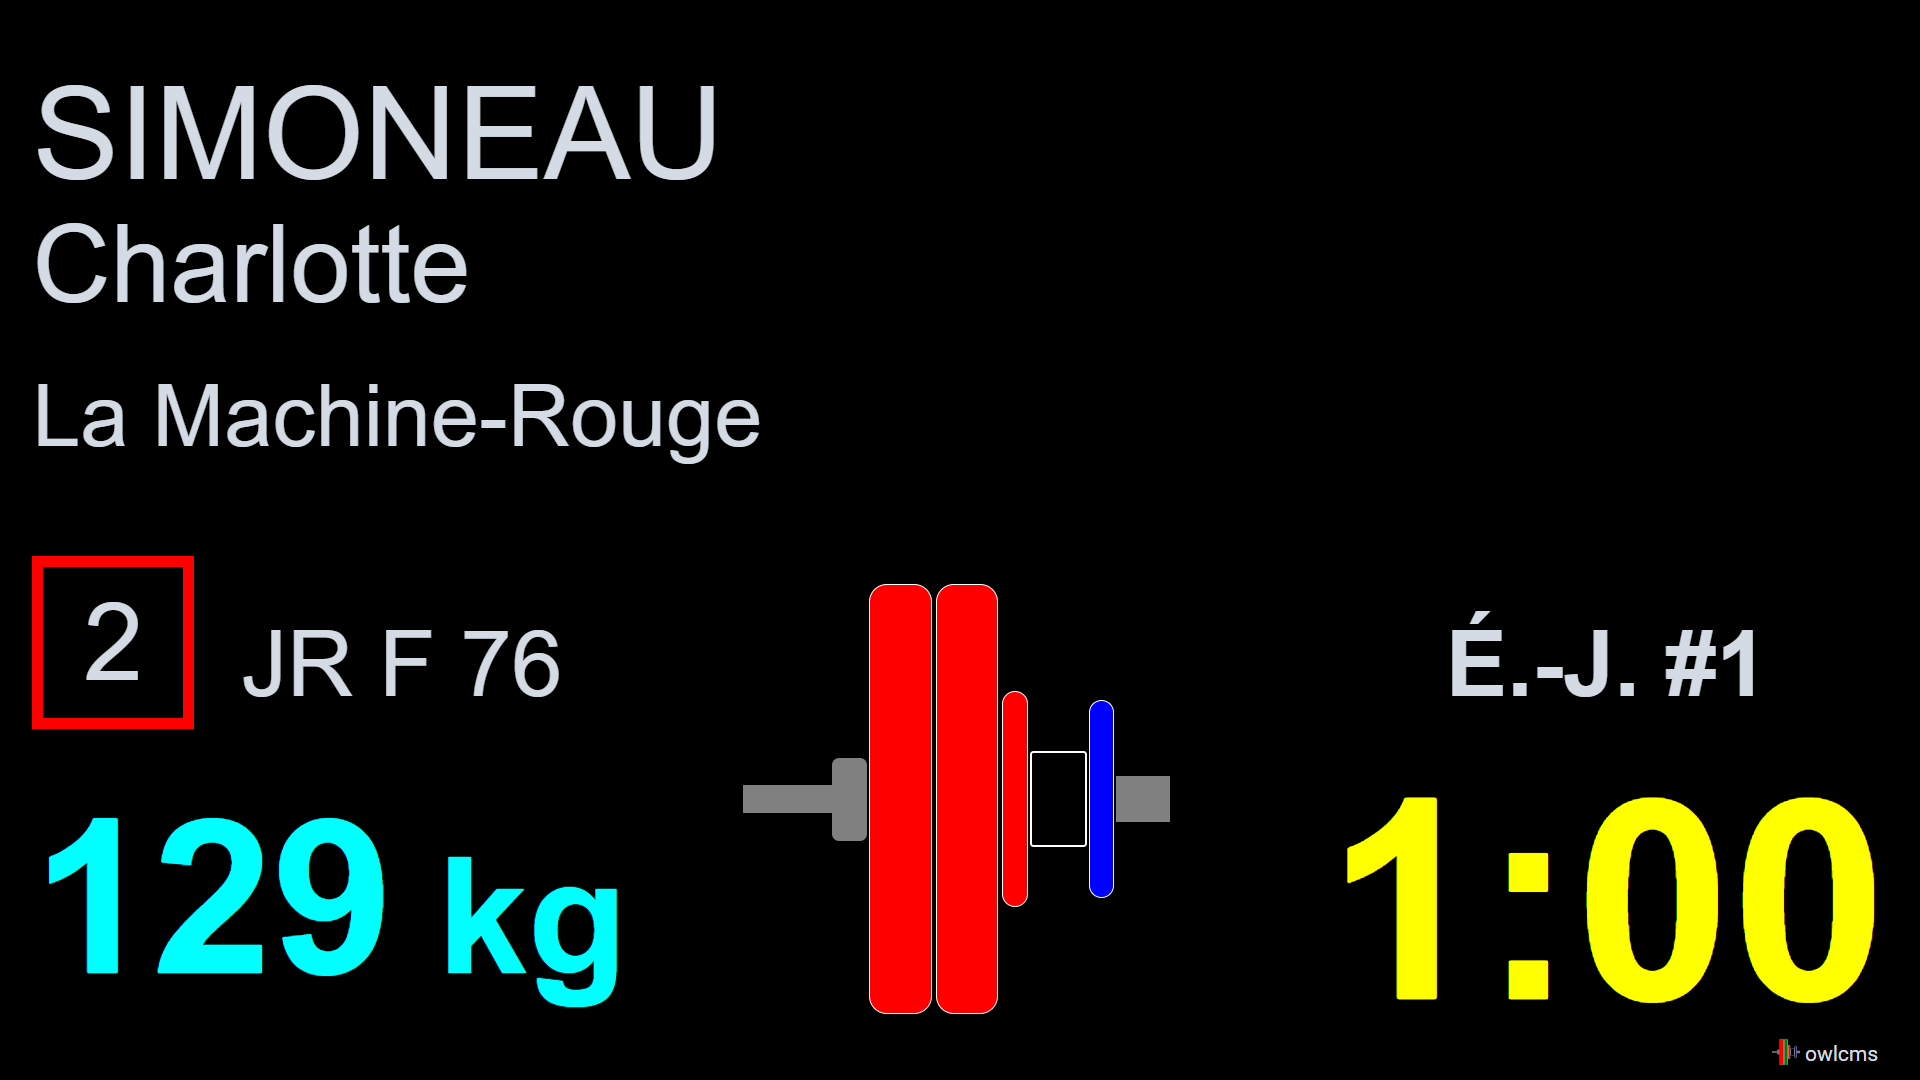 SIMONEAU
Charlotte
La Machine-Rouge
2 JR F 76
É.-J. #1
129 kg
1:00
owlcms